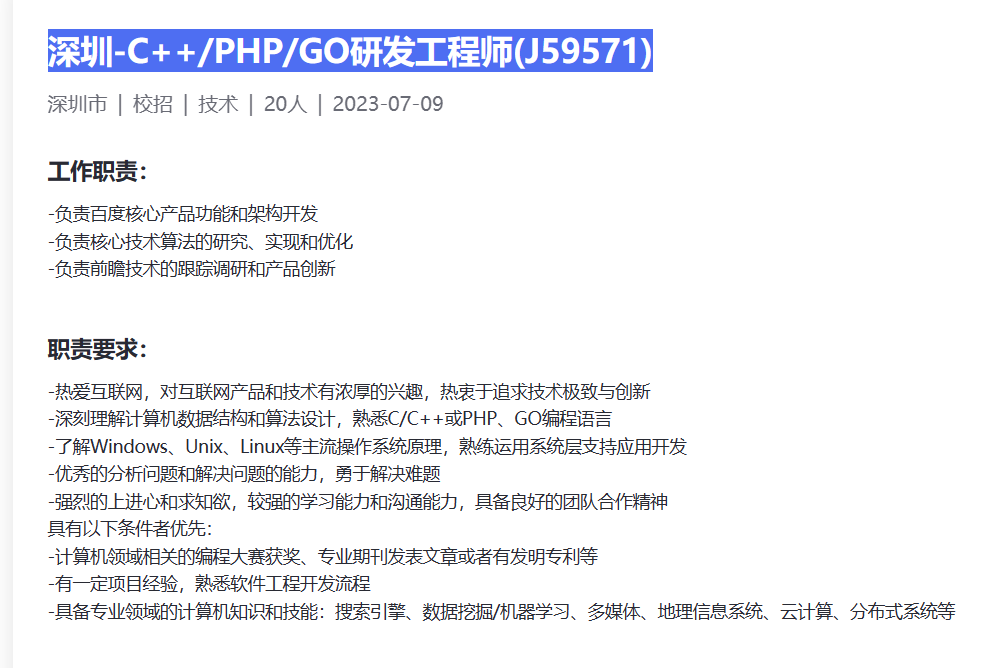 深圳-C++/PHP/GO研发工程师(J59571)
深圳市 | 校招 | 技术 | 20人 | 2023-07-09
工作职责：
-负责百度核心产品功能和架构开发
-负责核心技术算法的研究、实现和优化
-负责前瞻技术的跟踪调研和产品创新
职责要求：
-热爱互联网，对互联网产品和技术有浓厚的兴趣，热衷于追求技术极致与创新
-深刻理解计算机数据结构和算法设计，熟悉C/C++或PHP、GO编程语言
-了解Windows、Unix、Linux等主流操作系统原理，熟练运用系统层支持应用开发
-优秀的分析问题和解决问题的能力，勇于解决难题
-强烈的上进心和求知欲，较强的学习能力和沟通能力，具备良好的团队合作精神
具有以下条件者优先：
-计算机领域相关的编程大赛获奖、专业期刊发表文章或者有发明专利等
-有一定项目经验，熟悉软件工程开发流程
-具备专业领域的计算机知识和技能：搜索引擎、数据挖掘/机器学习、多媒体、地理信息系统、云计算、分布式系统等